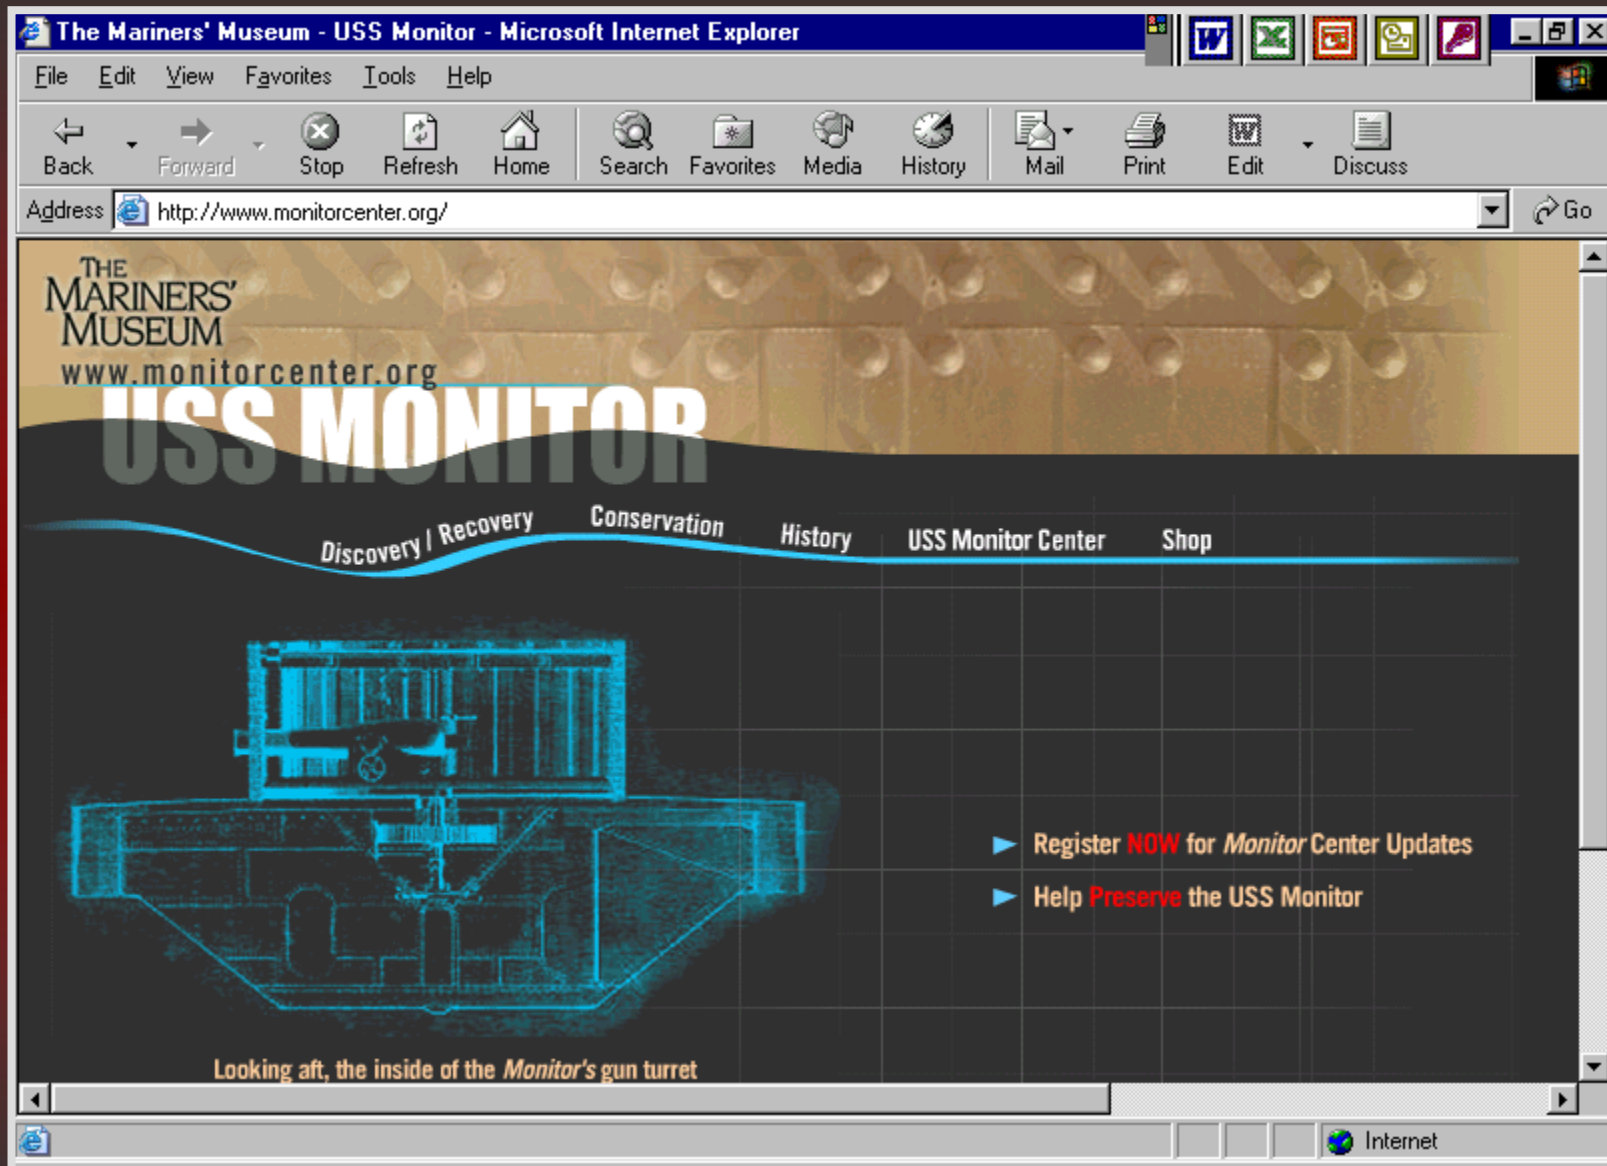 The Mariners' Museum - USS Monitor - Microsoft Internet Explorer
File Edit View Favorites Tools Help
Back Forward Stop Refresh Home Search Favorites Media History Mail Print Edit Discuss
Address http://www.monitorcenter.org/ Go
THE
MARINERS'
MUSEUM
www.monitorcenter.org
USS MONITOR
Discovery / Recovery Conservation History USS Monitor Center Shop
Register NOW for Monitor Center Updates
Help Preserve the USS Monitor
Looking aft, the inside of the Monitor's gun turret
Internet